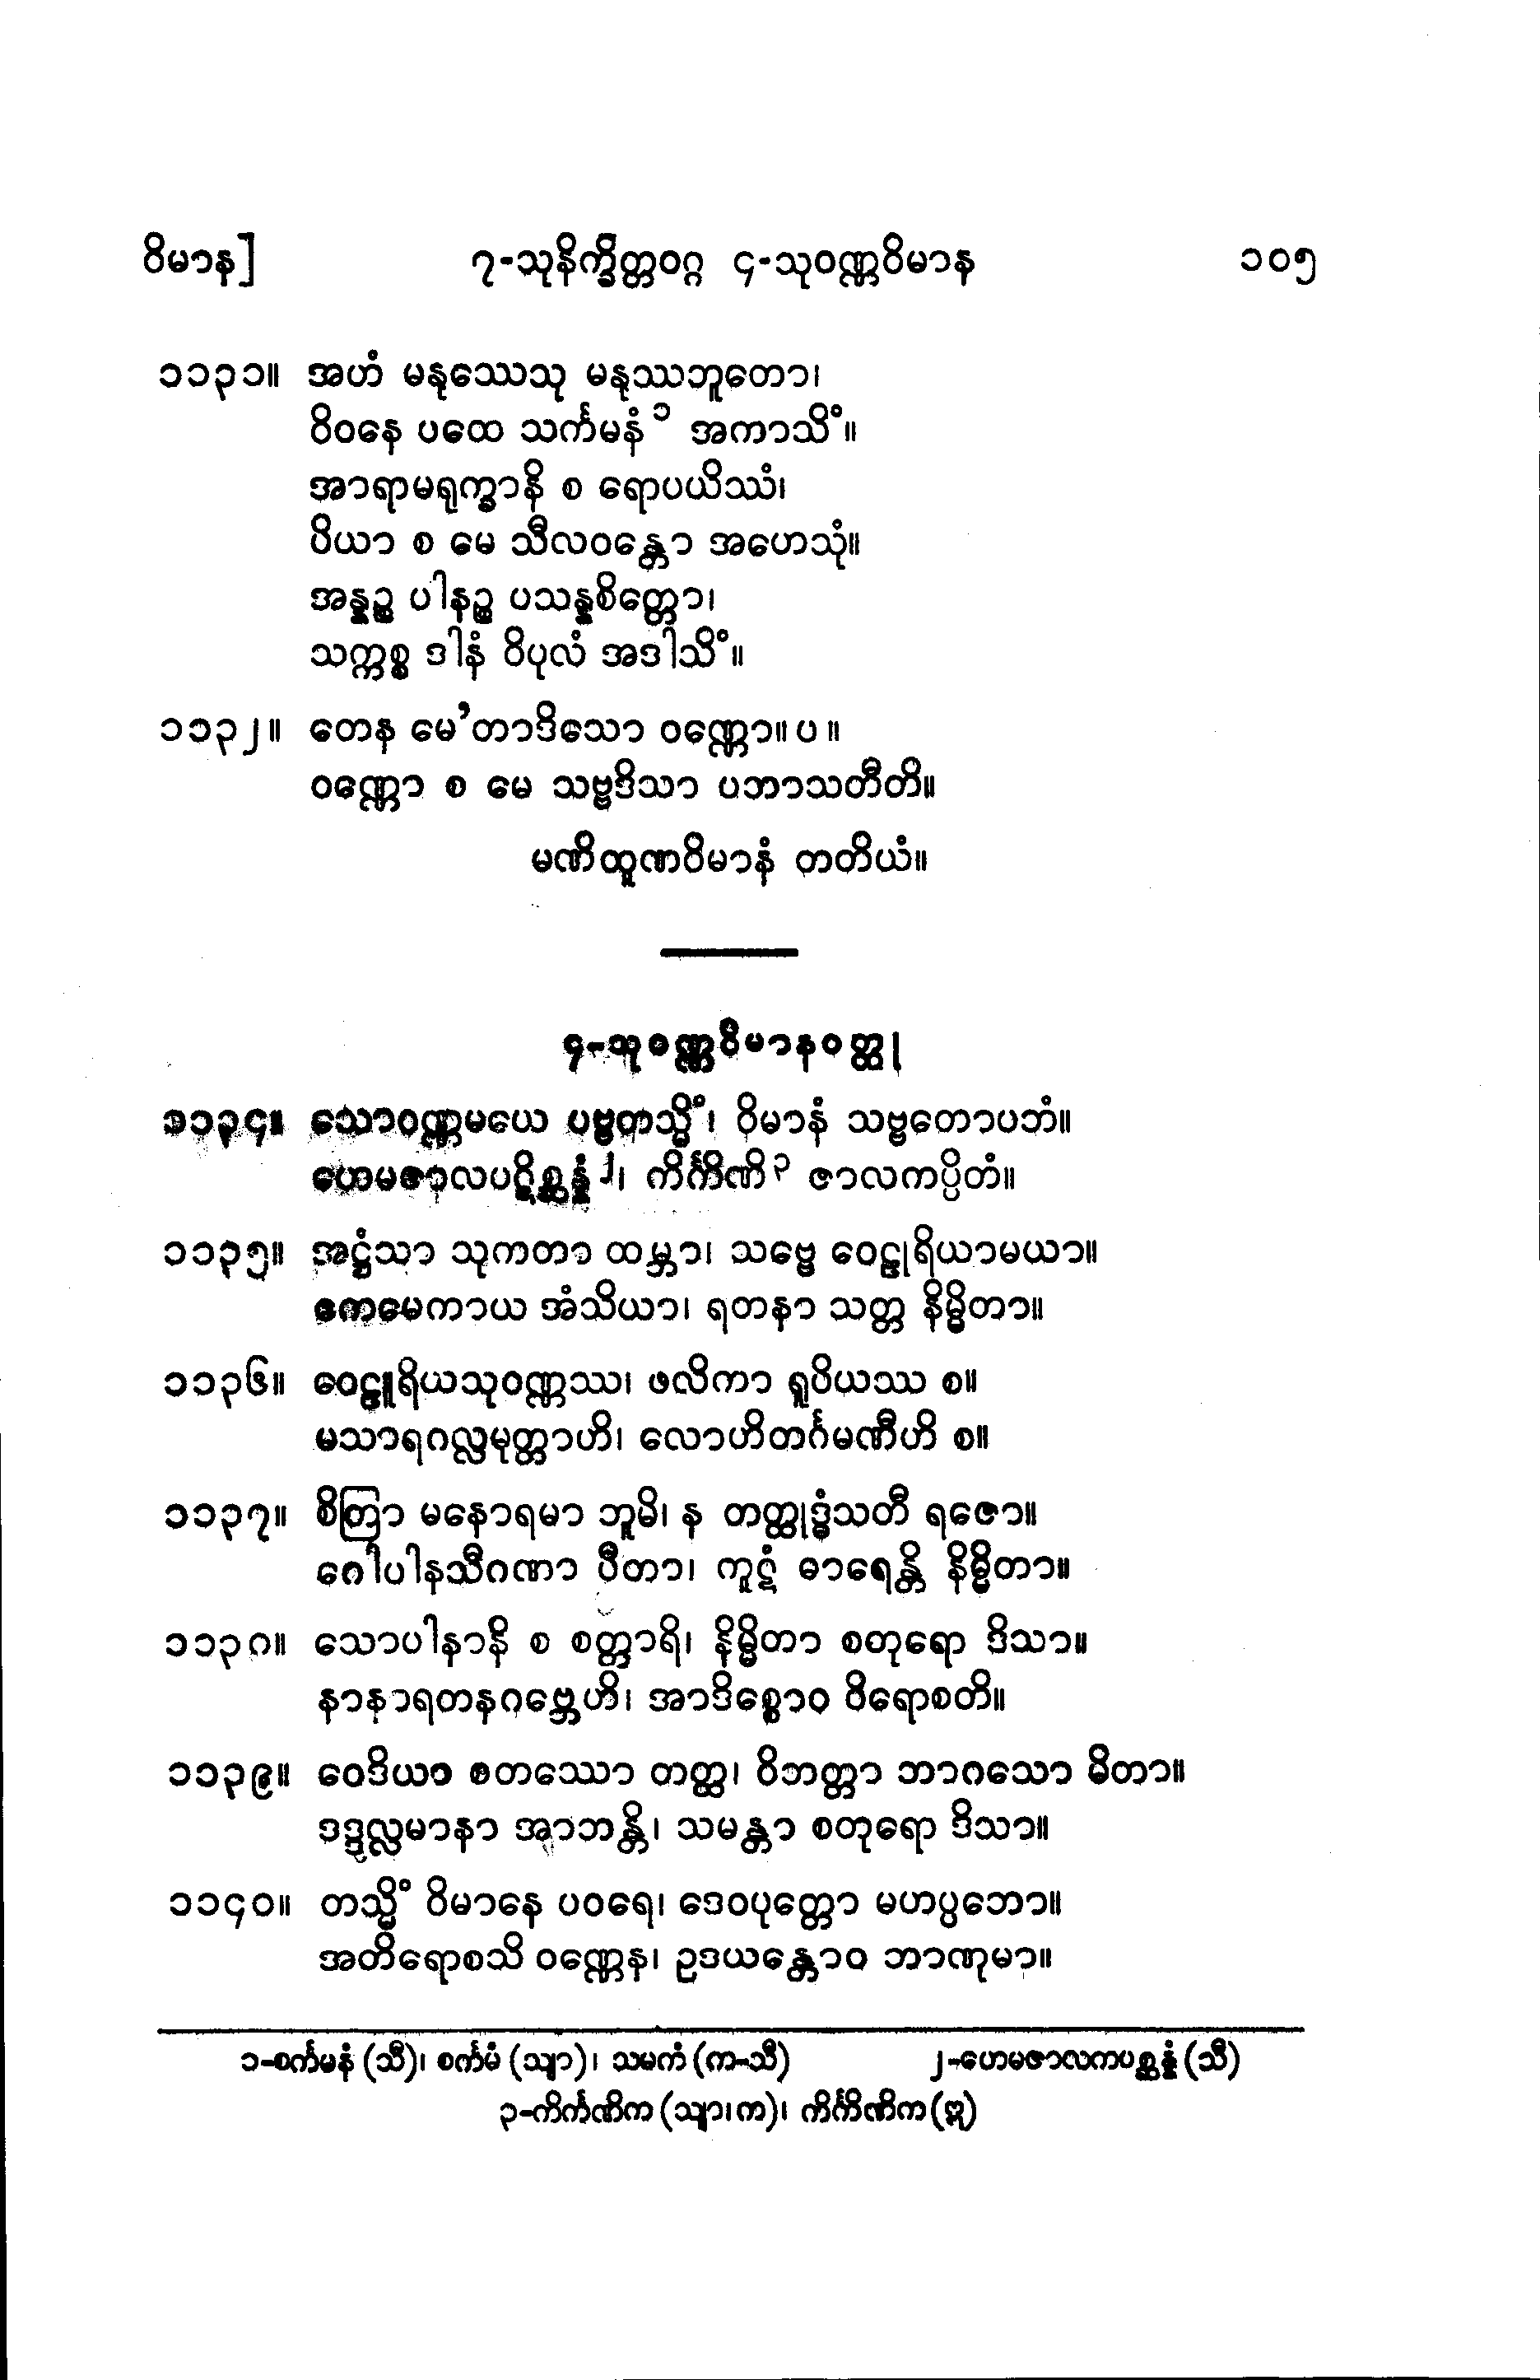 ဝိမာန]	၇-သုနိက္ခိတ္တဝဂ္ဂ ၄-သုဝဏ္ဏဝိမာန	၁၀၅
၁၁၃၁။ အဟံ မနုဿေသု မနုဿဘူတော၊
ဝိဝနေ ပထေ သင်္ကမနံ ၁ အကာသိံ။
အာရာမရုက္ခာနိ စ ရောပယိဿံ၊
ပိယာ စ မေ သီလဝန္တော အဟေသုံ။
အန္နဉ္စ ပါနဉ္စ ပသန္နစိတ္တော၊
သက္ကစ္စ ဒါနံ ဝိပုလံ အဒါသိံ။
၁၁၃၂။ တေန မေ’တာဒိသော ဝဏ္ဏော။ပ။
ဝဏ္ဏော စ မေ သဗ္ဗဒိသာ ပဘာသတီတိ။
မဏိထူဏဝိမာနံ တတိယံ။
၄-သုဝဏ္ဏဝိမာနဝတ္ထု
၁၁၃၄။ သောဝဏ္ဏမယေ ပဗ္ဗတသ္မိံ၊ ဝိမာနံ သဗ္ဗတောပဘံ။
ဟေမဇာလပဋိစ္ဆန္နံ ၂၊ ကိင်္ကိဏိ ၃ ဇာလကပ္ပိတံ။
၁၁၃၅။ အဋ္ဌံသာ သုကတာ ထမ္ဘာ၊ သဗ္ဗေ ဝေဠုရိယာမယာ။
ဧကမေကာယ အံသိယာ၊ ရတနာ သတ္တ နိမ္မိတာ။
၁၁၃၆။ ဝေဠူရိယသုဝဏ္ဏဿ၊ ဖလိကာ ရူပိယဿ စ။
မသာရဂလ္လမုတ္တာဟိ၊ လောဟိတင်္ဂမဏီဟိ စ။
၁၁၃၇။ စိတြာ မနောရမာ ဘူမိ၊ န တတ္ထုဒ္ဓံသတီ ရဇော။
ဂေါပါနသီဂဏာ ပီတာ၊ ကူဋံ ဓာရေန္တိ နိမ္မိတာ။
၁၁၃၈။ သောပါနာနိ စ စတ္တာရိ၊ နိမ္မိတာ စတုရော ဒိသာ။
နာနာရတနဂဗ္ဘေဟိ၊ အာဒိစ္စောဝ ဝိရောစတိ။
၁၁၃၉။ ဝေဒိယာ စတဿော တတ္ထ၊ ဝိဘတ္တာ ဘာဂသော မိတာ။
ဒဒ္ဒလ္လမာနာ အာဘန္တိ၊ သမန္တာ စတုရော ဒိသာ။
၁၁၄၀။ တသ္မိံ ဝိမာနေ ပဝရေ၊ ဒေဝပုတ္တော မဟပ္ပဘော။
အတိရောစသိ ဝဏ္ဏေန၊ ဥဒယန္တောဝ ဘာဏုမာ။
၁-စင်္ကမနံ (သီ)၊ စင်္ကမံ (သျာ)၊ သမကံ (က-သီ)	၂-ဟေမဇာလကပစ္ဆန္နံ (သီ)
၃-ကိင်္ကဏိက (သျာ၊က)၊ ကိင်္ကိဏိက (ဣ)